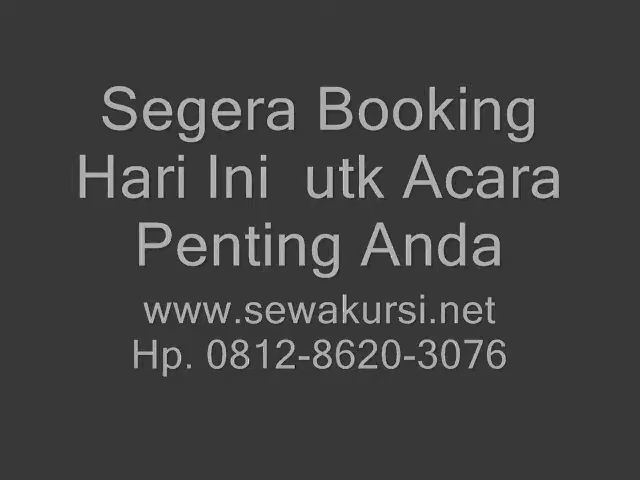 Segera Booking
Hari Ini  utk Acara
Penting Anda
www.sewakursi.net
Hp. 0812-8620-3076